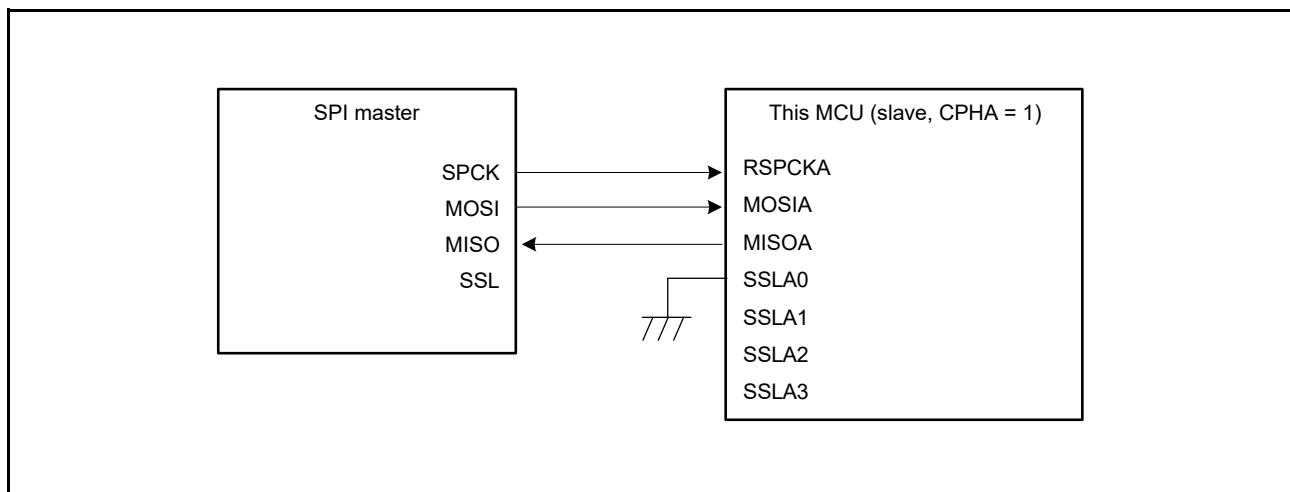 SPI master
SPCK
MOSI
MISO
SSL
This MCU (slave, CPHA = 1)
RSPCKA
MOSIA
MISOA
SSLA0
SSLA1
SSLA2
SSLA3